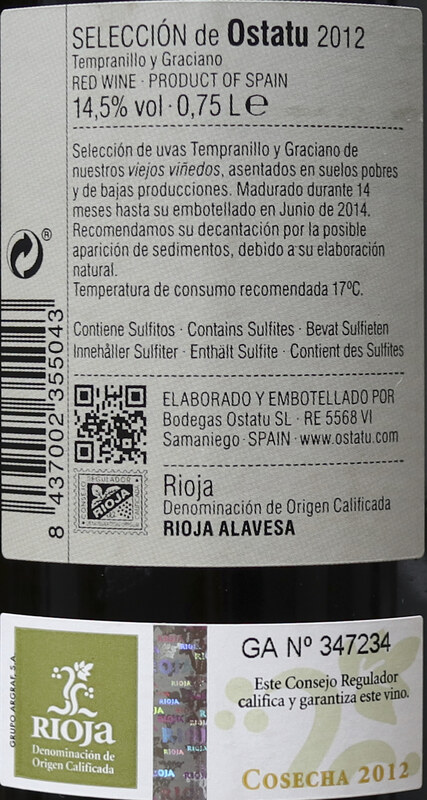 SELECCIÓN de Ostatu 2012
Tempranillo y Graciano
RED WINE · PRODUCT OF SPAIN
14,5% vol · 0,75 L e
Selección de uvas Tempranillo y Graciano de
nuestros viejos viñedos, asentados en suelos pobres
y de bajas producciones. Madurado durante 14
meses hasta su embotellado en Junio de 2014.
Recomendamos su decantación por la posible
aparición de sedimentos, debido a su elaboración
natural.
Temperatura de consumo recomendada 17ºC.
Contiene Sulfitos · Contains Sulfites · Bevat Sulfieten
Innehåller Sulfiter · Enthält Sulfite · Contient des Sulfites
®
8 437002 355043
ELABORADO Y EMBOTELLADO POR
Bodegas Ostatu SL · RE 5568 VI
Samaniego · SPAIN · www.ostatu.com
CONSEJO REGULADOR
RIOJA
Rioja
Denominación de Origen Calificada
RIOJA ALAVESA
GRUPO ARGRAF, S.A.
RIOJA
Denominación de
Origen Calificada
RIOJA
GA Nº 347234
Este Consejo Regulador
califica y garantiza este vino.
COSECHA 2012